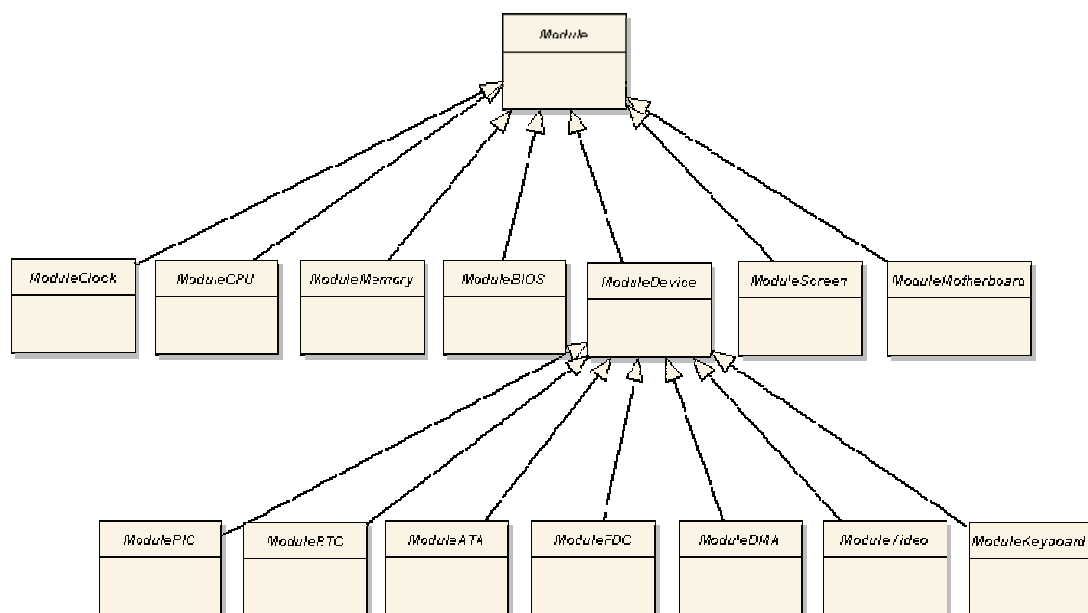 Module
ModuleClock
ModuleCPU
ModuleMemory
ModuleBIOS
ModuleDevice
ModuleScreen
ModuleMotherboard
ModulePIC
ModuleRTC
ModuleATA
ModuleFDC
ModuleDMA
ModuleVideo
ModuleKeyboard